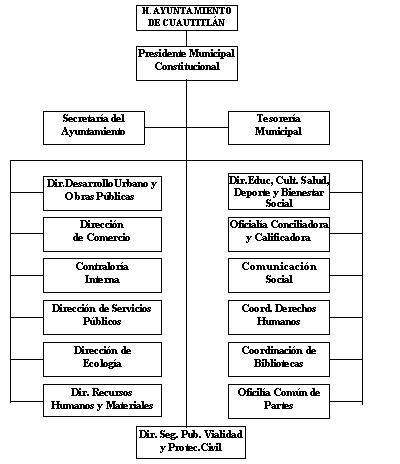 H. AYUNTAMIENTO
DE CUAUTITLÁN
Presidente Municipal
Constitucional
Secretaría del
Ayuntamiento
Tesorería
Municipal
Dir.Desarrollo Urbano y
Obras Públicas
Dir.Educ, Cult. Salud,
Deporte y Bienestar
Social
Dirección
de Comercio
Oficialía Conciliadora
y Calificadora
Contraloría
Interna
Comunicación
Social
Dirección de Servicios
Públicos
Coord. Derechos
Humanos
Dirección de
Ecología
Coordinación de
Bibliotecas
Dir. Recursos
Humanos y Materiales
Oficilia Común de
Partes
Dir. Seg. Pub. Vialidad
y Protec.Civil